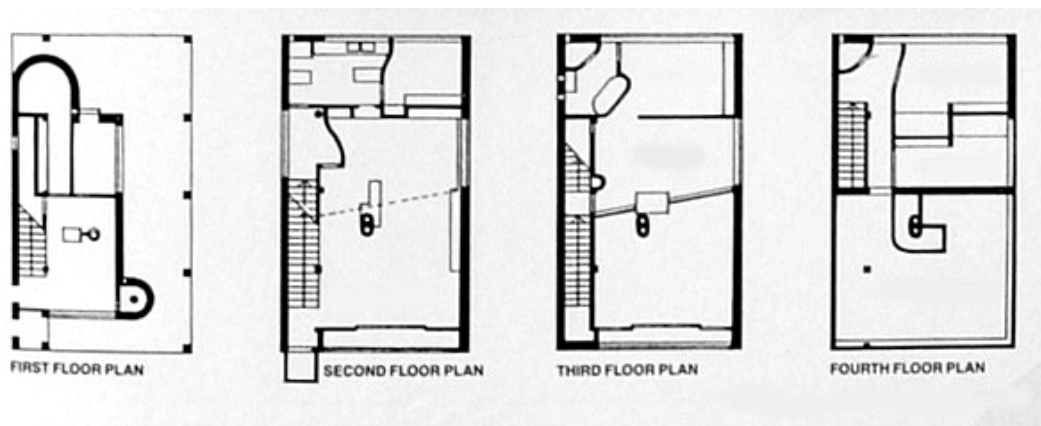 FIRST FLOOR PLAN
SECOND FLOOR PLAN
THIRD FLOOR PLAN
FOURTH FLOOR PLAN